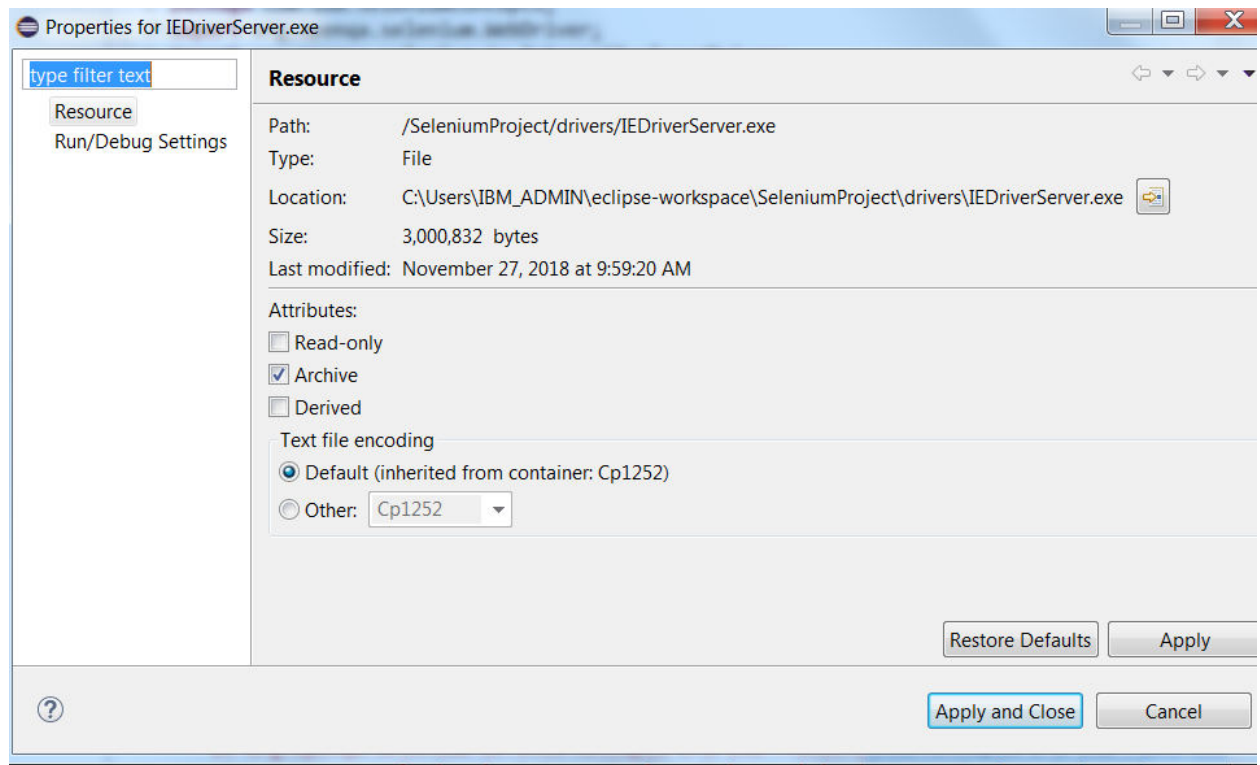 Properties for IEDriverServer.exe
type filter text
Resource
Run/Debug Settings
Resource
Path: /SeleniumProject/drivers/IEDriverServer.exe
Type: File
Location: C:\Users\IBM_ADMIN\eclipse-workspace\SeleniumProject\drivers\IEDriverServer.exe
Size: 3,000,832 bytes
Last modified: November 27, 2018 at 9:59:20 AM
Attributes:
Read-only
Archive
Derived
Text file encoding
Default (inherited from container: Cp1252)
Other: Cp1252
Restore Defaults Apply
? Apply and Close Cancel